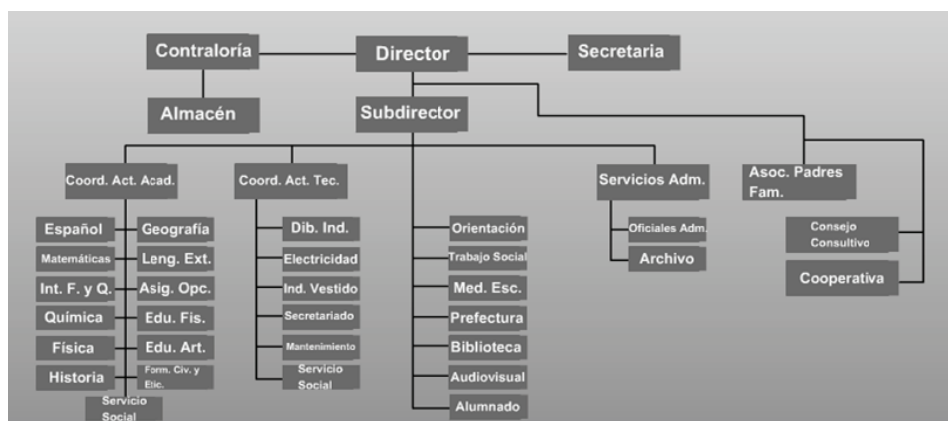 Contraloría
Director
Secretaria
Almacén
Subdirector
Coord. Act. Acad.
Coord. Act. Tec.
Servicios Adm.
Asoc. Padres
Fam.
Español
Geografía
Matemáticas
Leng. Ext.
Int. F. y Q.
Asig. Opc.
Química
Edu. Fis.
Física
Edu. Art.
Historia
Form. Civ. y
Etic.
Servicio
Social
Dib. Ind.
Electricidad
Ind. Vestido
Secretariado
Mantenimiento
Servicio
Social
Orientación
Trabajo Social
Med. Esc.
Prefectura
Biblioteca
Audiovisual
Alumnado
Oficiales Adm.
Archivo
Consejo
Consultivo
Cooperativa